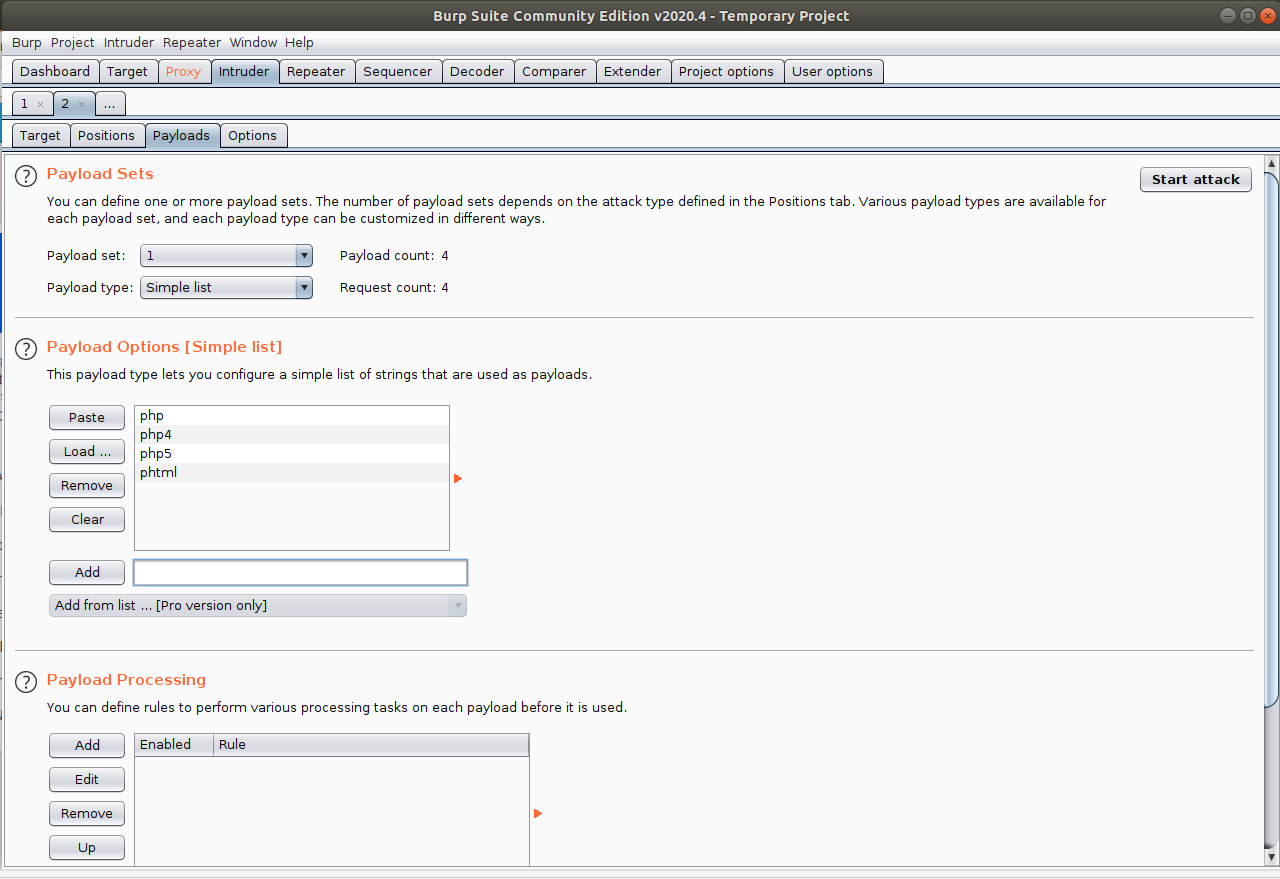 Burp Suite Community Edition v2020.4 - Temporary Project
Burp Project Intruder Repeater Window Help
Dashboard Target Proxy Intruder Repeater Sequencer Decoder Comparer Extender Project options User options
1 × 2 × ...
Target Positions Payloads Options
? Payload Sets
Start attack
You can define one or more payload sets. The number of payload sets depends on the attack type defined in the Positions tab. Various payload types are available for
each payload set, and each payload type can be customized in different ways.
Payload set: 1 Payload count: 4
Payload type: Simple list Request count: 4
? Payload Options [Simple list]
This payload type lets you configure a simple list of strings that are used as payloads.
Paste php
php4
Load ... php5
phtml
Remove
Clear
Add
Add from list ... [Pro version only]
? Payload Processing
You can define rules to perform various processing tasks on each payload before it is used.
Add Enabled Rule
Edit
Remove
Up